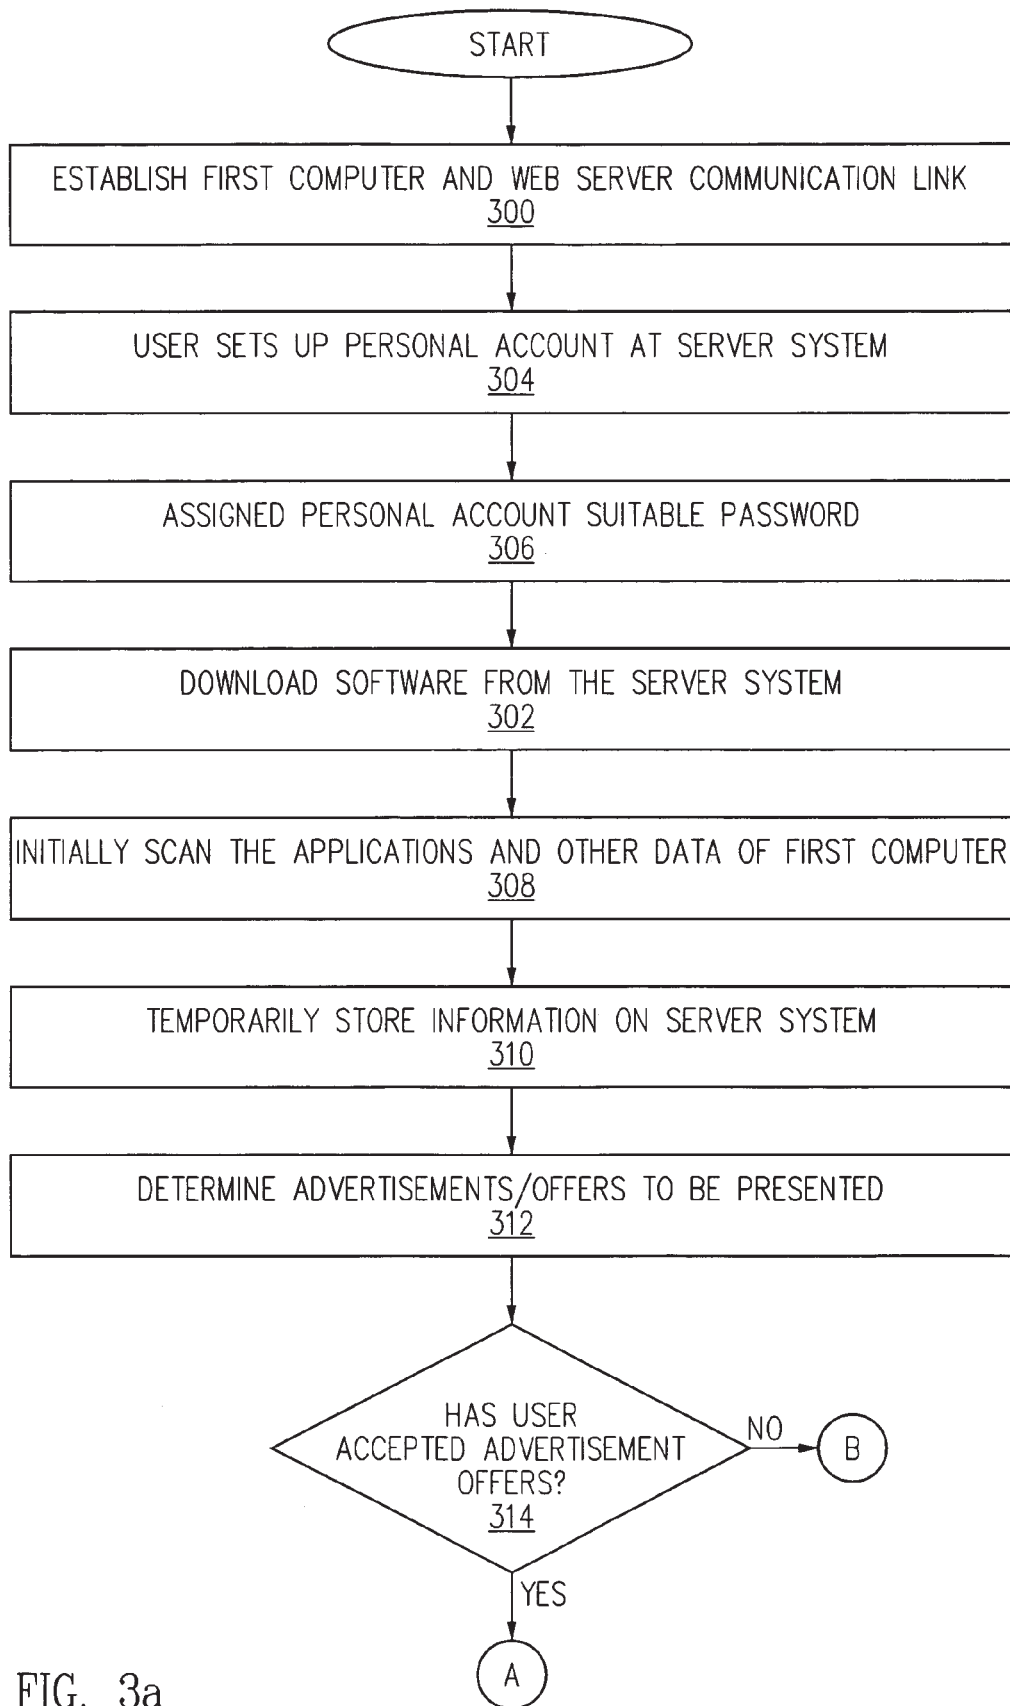 START
ESTABLISH FIRST COMPUTER AND WEB SERVER COMMUNICATION LINK
300
USER SETS UP PERSONAL ACCOUNT AT SERVER SYSTEM
304
ASSIGNED PERSONAL ACCOUNT SUITABLE PASSWORD
306
DOWNLOAD SOFTWARE FROM THE SERVER SYSTEM
302
INITIALLY SCAN THE APPLICATIONS AND OTHER DATA OF FIRST COMPUTER
308
TEMPORARILY STORE INFORMATION ON SERVER SYSTEM
310
DETERMINE ADVERTISEMENTS/OFFERS TO BE PRESENTED
312
HAS USER
ACCEPTED ADVERTISEMENT
OFFERS?
314
NO
B
YES
A
FIG. 3a